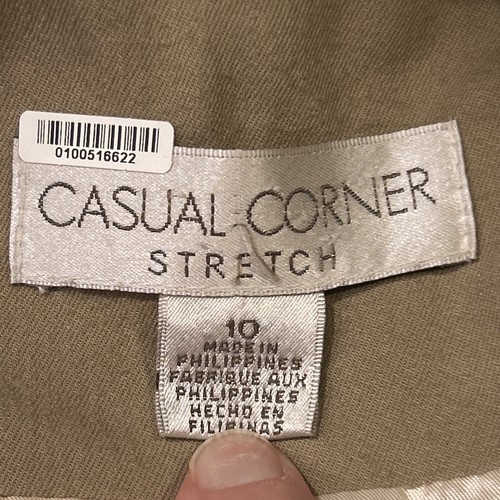 0100516622
CASUAL CORNER
STRETCH
10
MADE IN
PHILIPPINES
FABRIQUE AUX
PHILIPPINES
HECHO EN
FILIPINAS